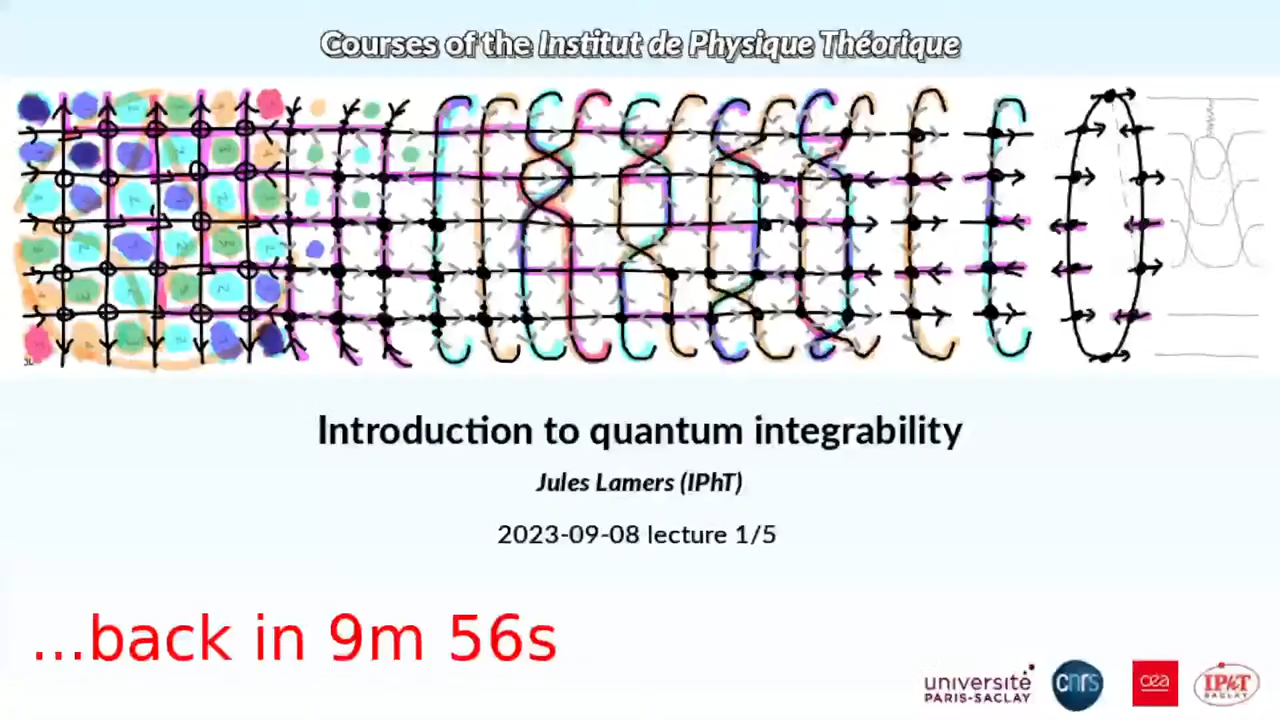 Courses of the Institut de Physique Théorique
Introduction to quantum integrability
Jules Lamers (IPhT)
2023-09-08 lecture 1/5
...back in 9m 56s
université
PARIS-SACLAY
cnrs
cea
IPhT
SACLAY